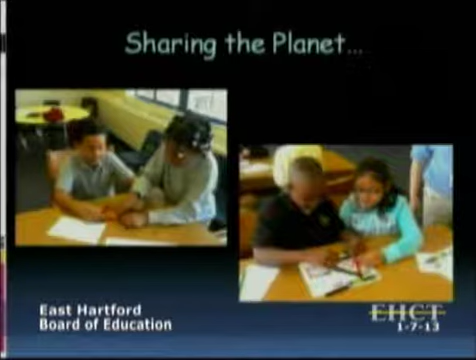 Sharing the Planet...
East Hartford
Board of Education
EHCT
1-7-13